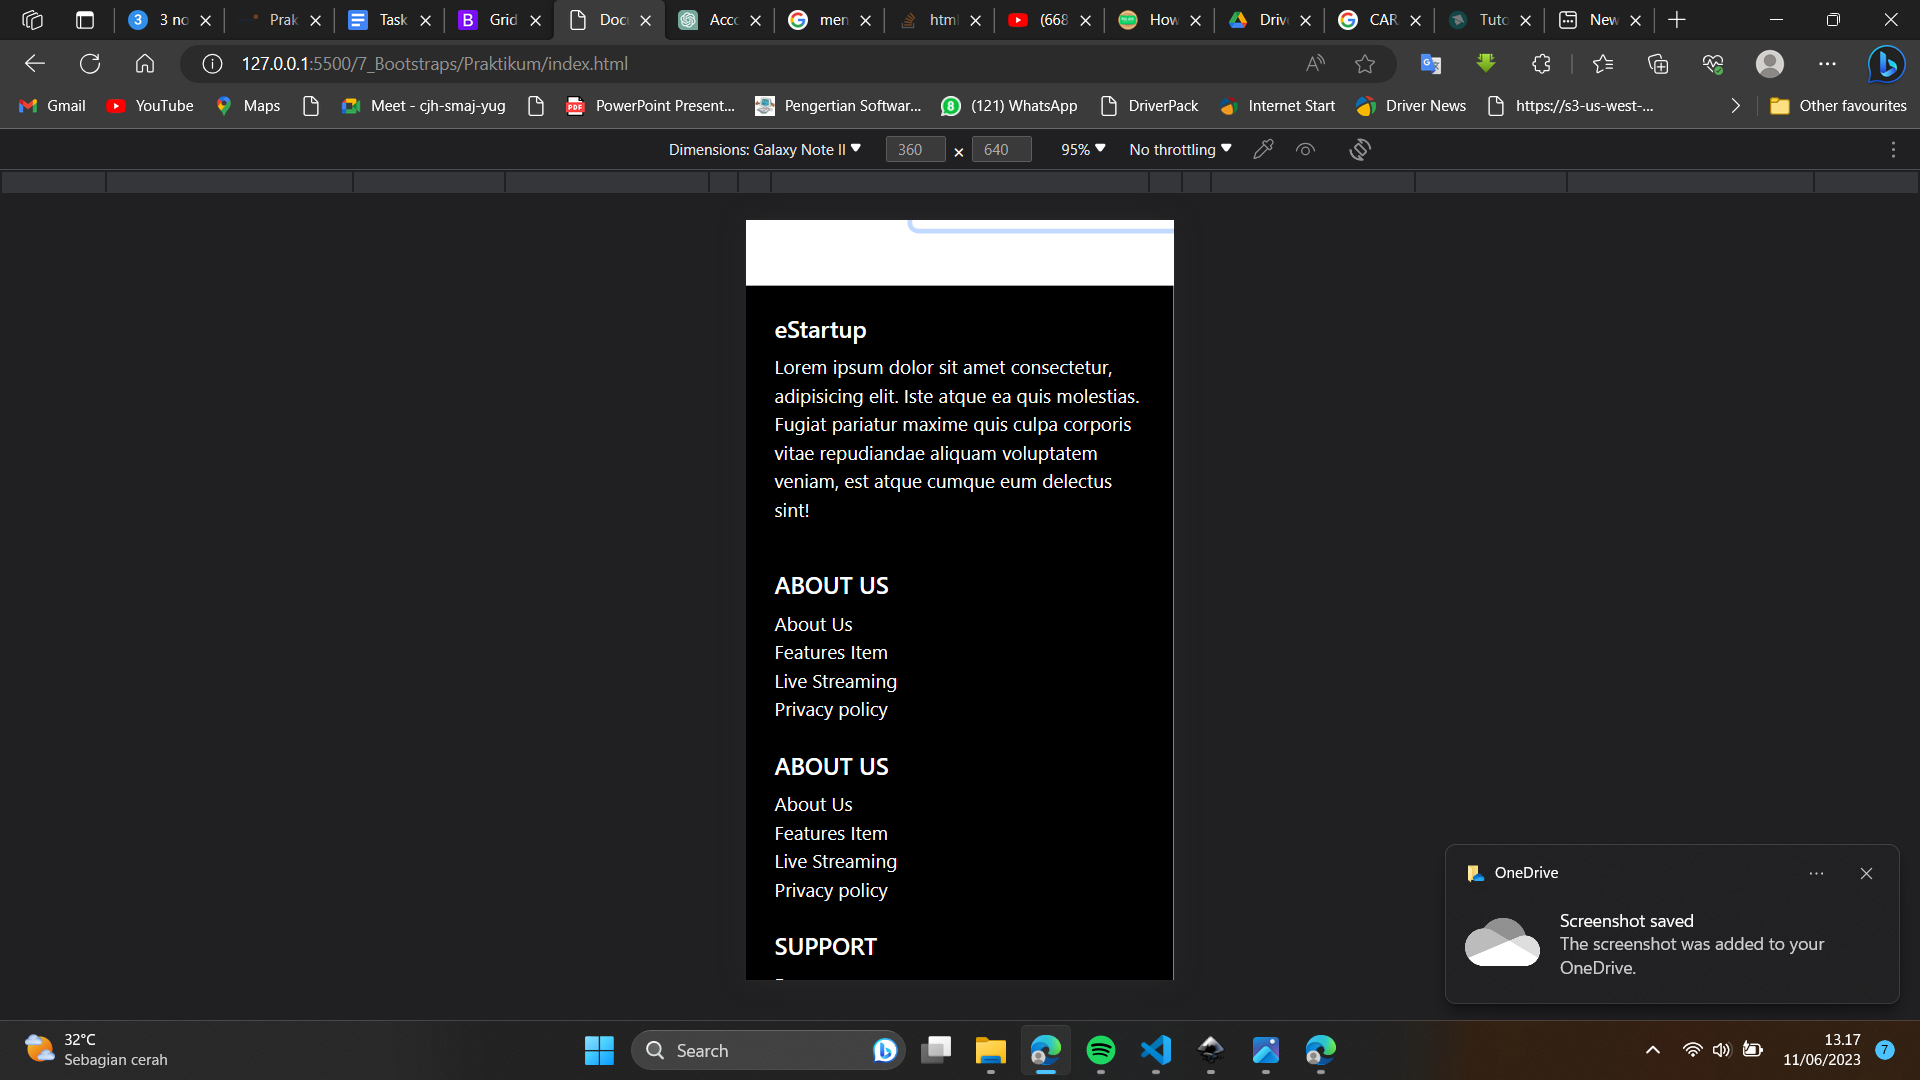 3 no
Prak
Task
Grid
Docu
Acco
men
html
(668
How
Drive
CAR
Tuto
New
127.0.0.1:5500/7_Bootstraps/Praktikum/index.html
Gmail
YouTube
Maps
Meet - cjh-smaj-yug
PowerPoint Present...
Pengertian Softwar...
(121) WhatsApp
DriverPack
Internet Start
Driver News
https://s3-us-west-...
Other favourites
Dimensions: Galaxy Note II
360
×
640
95%
No throttling
eStartup
Lorem ipsum dolor sit amet consectetur,
adipisicing elit. Iste atque ea quis molestias.
Fugiat pariatur maxime quis culpa corporis
vitae repudiandae aliquam voluptatem
veniam, est atque cumque eum delectus
sint!
ABOUT US
About Us
Features Item
Live Streaming
Privacy policy
ABOUT US
About Us
Features Item
Live Streaming
Privacy policy
SUPPORT
OneDrive
Screenshot saved
The screenshot was added to your
OneDrive.
32°C
Sebagian cerah
Search
13.17
11/06/2023
7